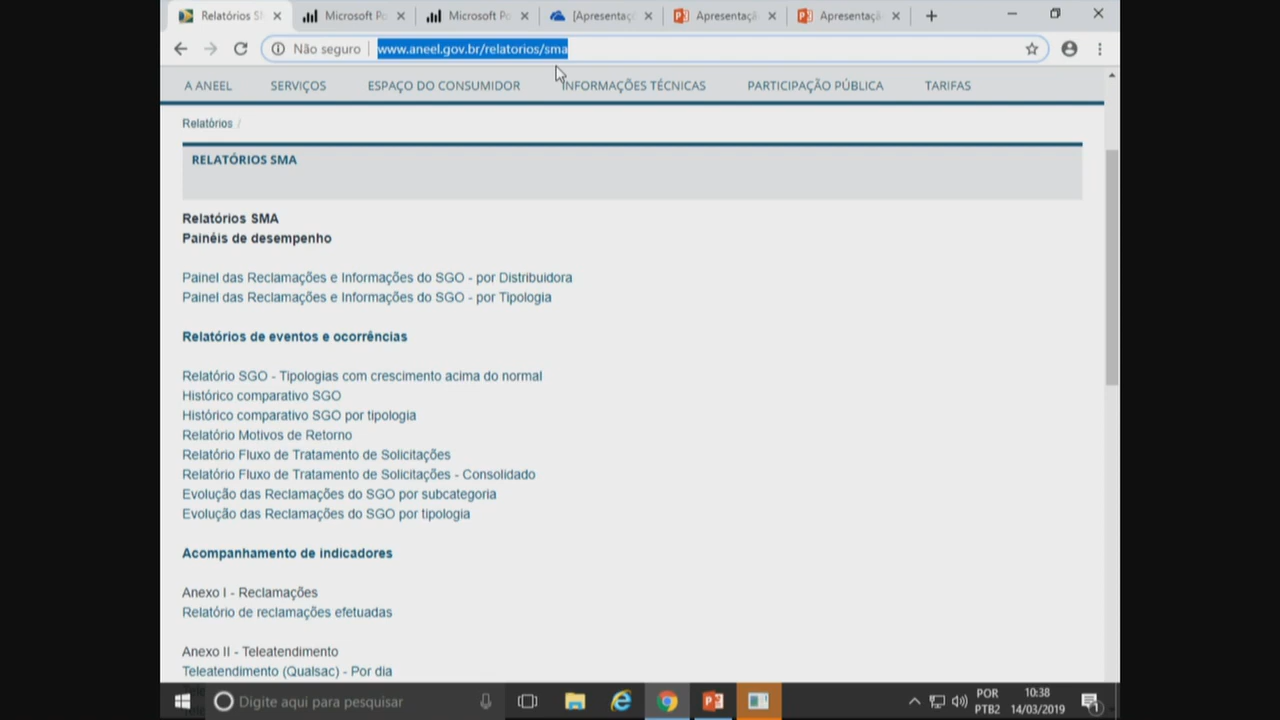 Relatórios S
Microsoft Po
Microsoft Po
[Apresentaç
Apresentaçã
Apresentaçã
Não seguro
www.aneel.gov.br/relatorios/sma
A ANEEL SERVIÇOS ESPAÇO DO CONSUMIDOR INFORMAÇÕES TÉCNICAS PARTICIPAÇÃO PÚBLICA TARIFAS
Relatórios /
RELATÓRIOS SMA
Relatórios SMA
Painéis de desempenho
Painel das Reclamações e Informações do SGO - por Distribuidora
Painel das Reclamações e Informações do SGO - por Tipologia
Relatórios de eventos e ocorrências
Relatório SGO - Tipologias com crescimento acima do normal
Histórico comparativo SGO
Histórico comparativo SGO por tipologia
Relatório Motivos de Retorno
Relatório Fluxo de Tratamento de Solicitações
Relatório Fluxo de Tratamento de Solicitações - Consolidado
Evolução das Reclamações do SGO por subcategoria
Evolução das Reclamações do SGO por tipologia
Acompanhamento de indicadores
Anexo I - Reclamações
Relatório de reclamações efetuadas
Anexo II - Teleatendimento
Teleatendimento (Qualsac) - Por dia
Digite aqui para pesquisar
POR
PTB2
10:38
14/03/2019
1